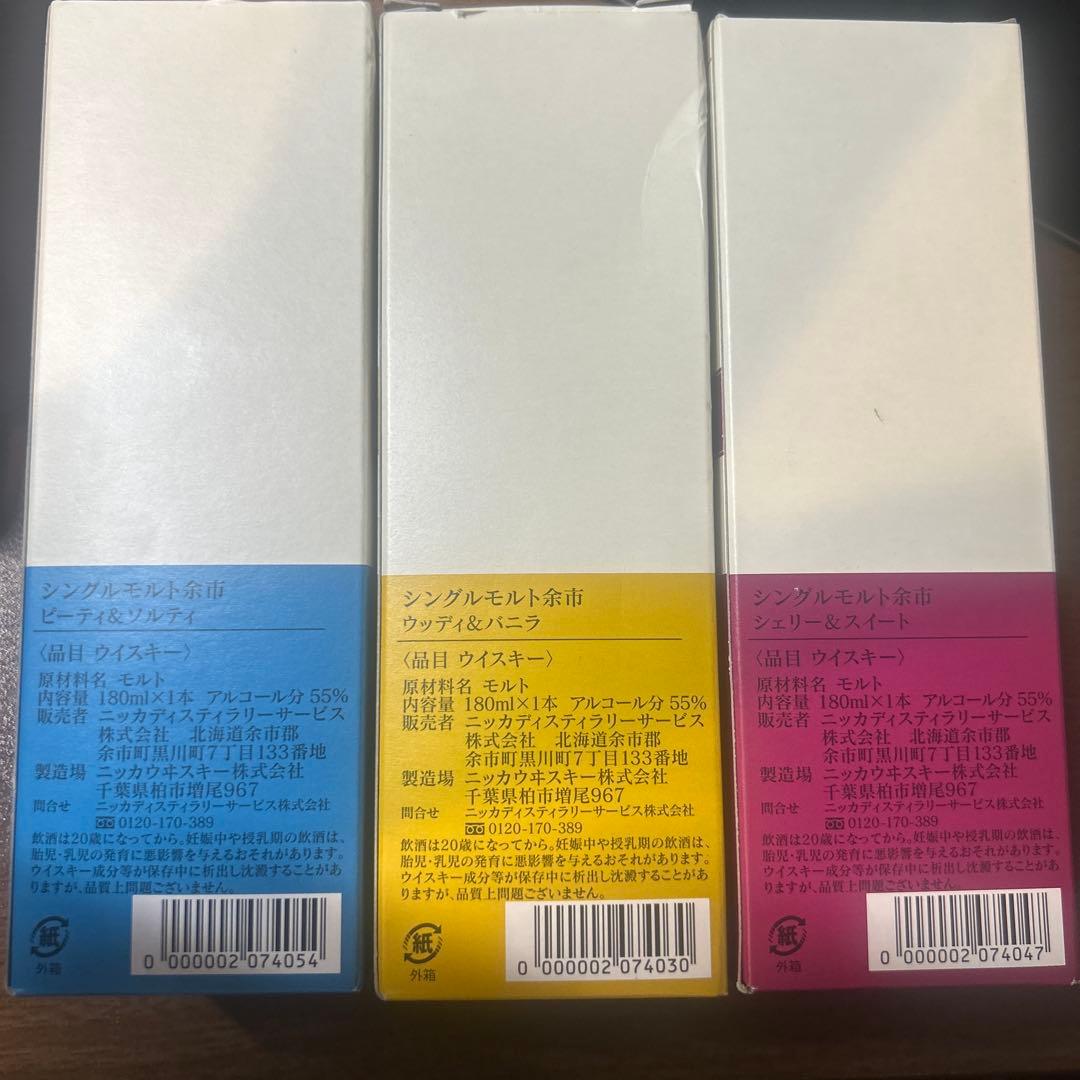 シングルモルト余市
ピーティ&ソルティ
〈品目 ウイスキー〉
原材料名 モルト
内容量 180ml×1本 アルコール分 55%
販売者 ニッカディスティラリーサービス
株式会社 北海道余市郡
余市町黒川町7丁目133番地
製造場 ニッカウヰスキー株式会社
千葉県柏市増尾967
問合せ ニッカディスティラリーサービス株式会社
0120-170-389
飲酒は20歳になってから。妊娠中や授乳期の飲酒は、
胎児・乳児の発育に悪影響を与えるおそれがあります。
ウイスキー成分等が保存中に析出し沈澱することがあ
りますが、品質上問題ございません。
紙
外箱
0 000002 074054
シングルモルト余市
ウッディ&バニラ
〈品目 ウイスキー〉
原材料名 モルト
内容量 180ml×1本 アルコール分 55%
販売者 ニッカディスティラリーサービス
株式会社 北海道余市郡
余市町黒川町7丁目133番地
製造場 ニッカウヰスキー株式会社
千葉県柏市増尾967
問合せ ニッカディスティラリーサービス株式会社
0120-170-389
飲酒は20歳になってから。妊娠中や授乳期の飲酒は、
胎児・乳児の発育に悪影響を与えるおそれがあります。
ウイスキー成分等が保存中に析出し沈澱することがあ
りますが、品質上問題ございません。
紙
外箱
0 000002 074030
シングルモルト余市
シェリー&スイート
〈品目 ウイスキー〉
原材料名 モルト
内容量 180ml×1本 アルコール分 55%
販売者 ニッカディスティラリーサービス
株式会社 北海道余市郡
余市町黒川町7丁目133番地
製造場 ニッカウヰスキー株式会社
千葉県柏市増尾967
問合せ ニッカディスティラリーサービス株式会社
0120-170-389
飲酒は20歳になってから。妊娠中や授乳期の飲酒は、
胎児・乳児の発育に悪影響を与えるおそれがあります。
ウイスキー成分等が保存中に析出し沈澱することがあ
りますが、品質上問題ございません。
紙
外箱
0 000002 074047